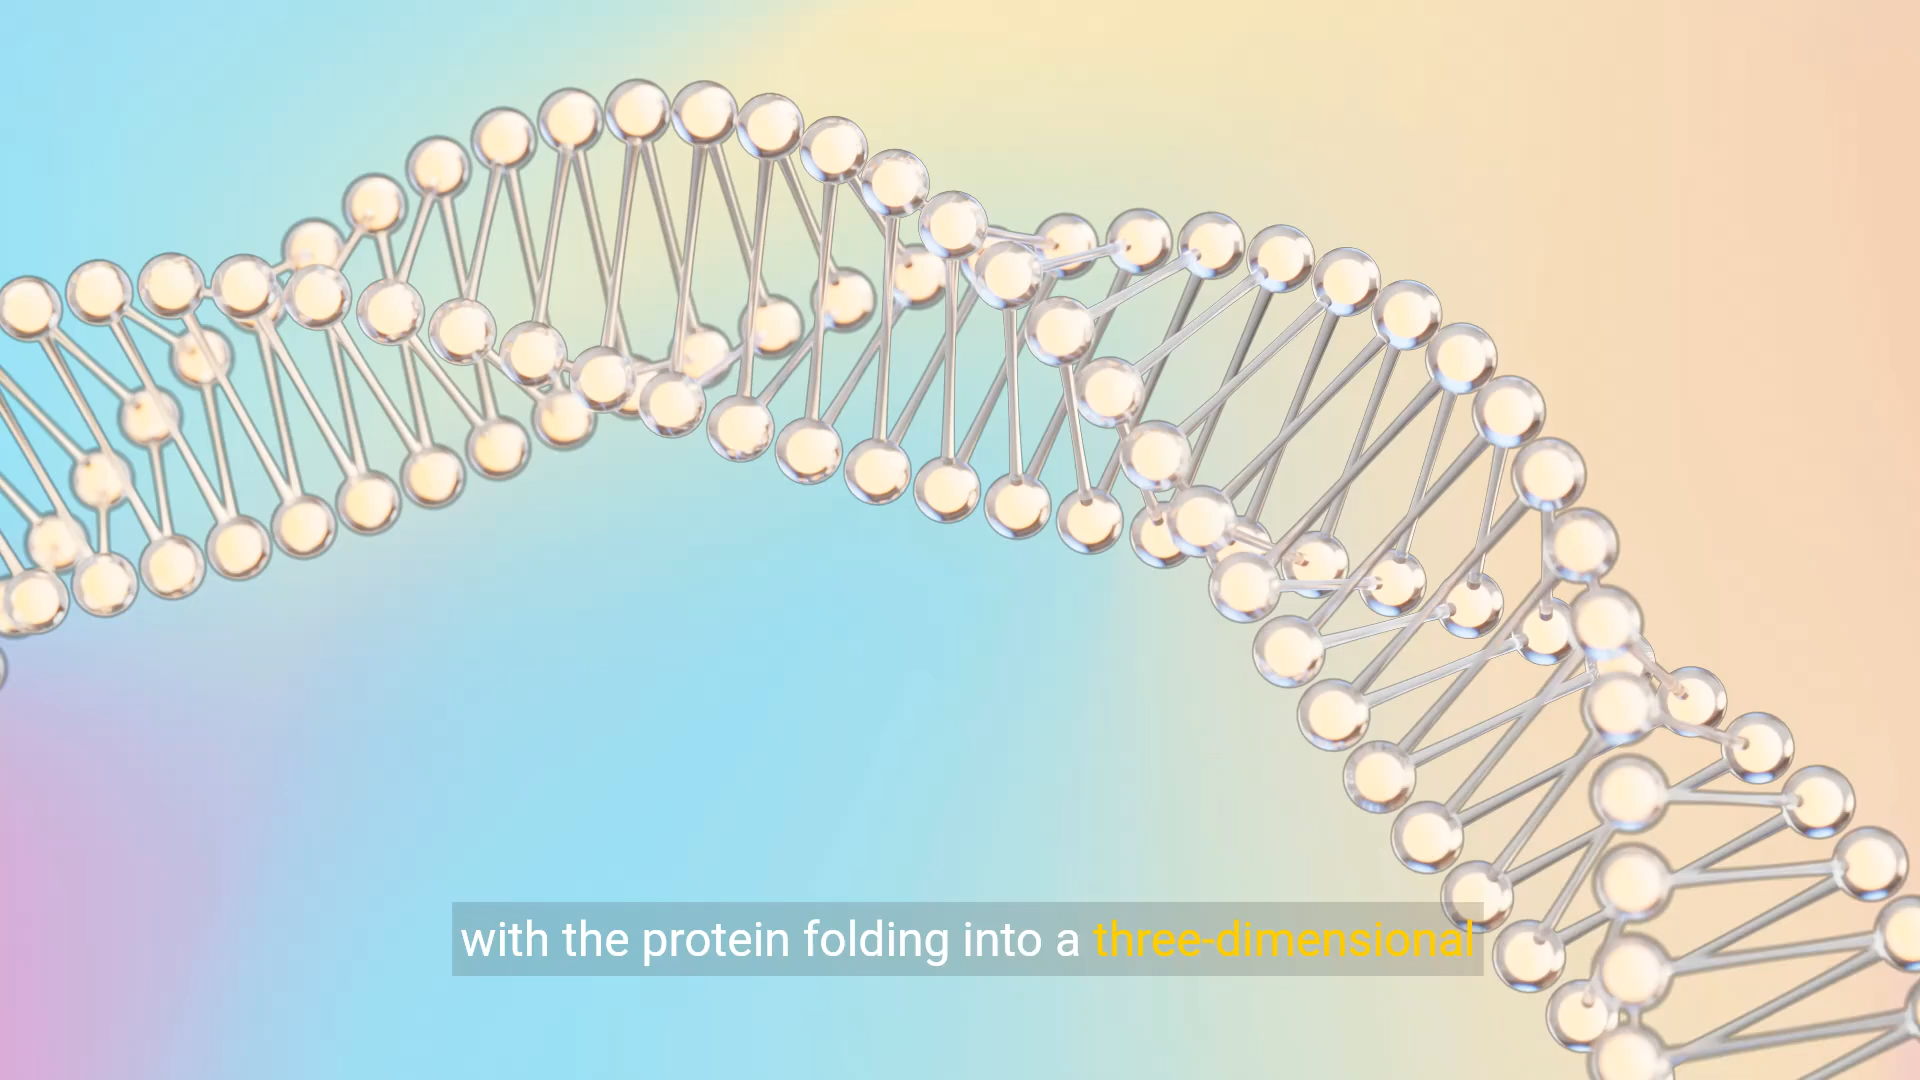 with the protein folding into a three-dimensional